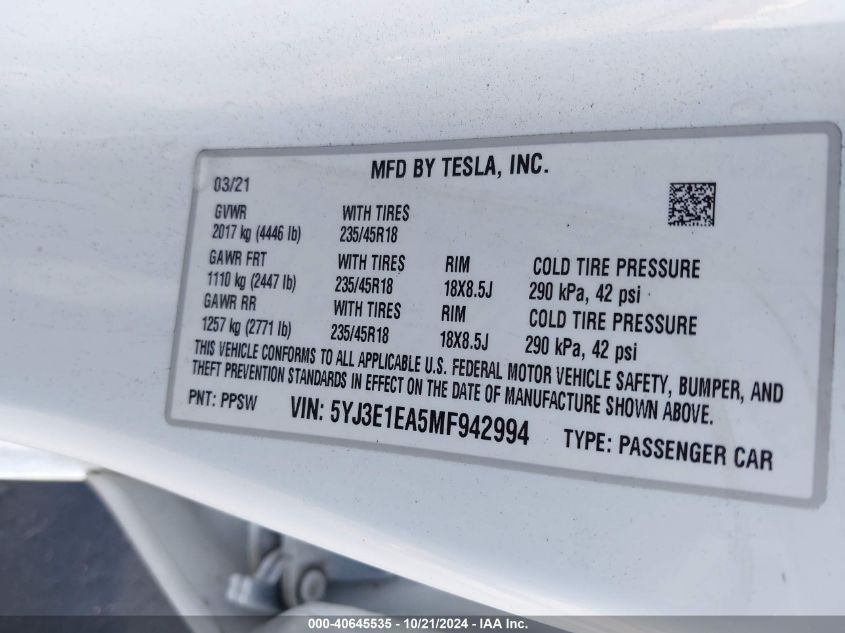 MFD BY TESLA, INC.
03/21
GVWR WITH TIRES
2017 kg (4446 lb) 235/45R18
GAWR FRT WITH TIRES RIM COLD TIRE PRESSURE
1110 kg (2447 lb) 235/45R18 18X8.5J 290 kPa, 42 psi
GAWR RR WITH TIRES RIM COLD TIRE PRESSURE
1257 kg (2771 lb) 235/45R18 18X8.5J 290 kPa, 42 psi
THIS VEHICLE CONFORMS TO ALL APPLICABLE U.S. FEDERAL MOTOR VEHICLE SAFETY, BUMPER, AND
THEFT PREVENTION STANDARDS IN EFFECT ON THE DATE OF MANUFACTURE SHOWN ABOVE.
PNT: PPSW VIN: 5YJ3E1EA5MF942994 TYPE: PASSENGER CAR
000-40645535 - 10/21/2024 - IAA Inc.